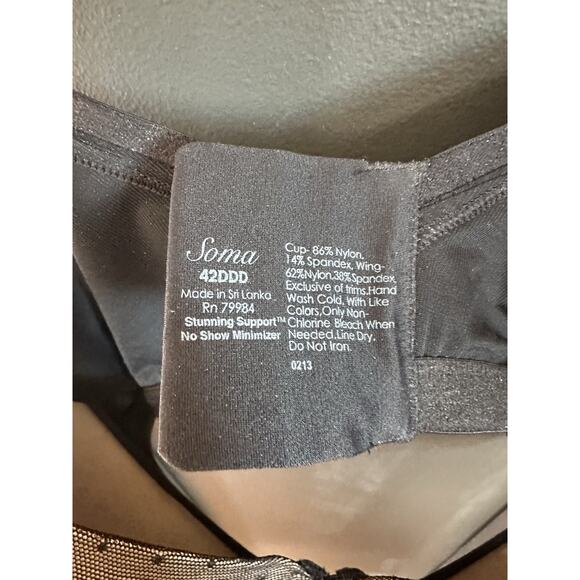 Soma
42DDD
Made in Sri Lanka
Rn 79984
Stunning Support™
No Show Minimizer
Cup- 86% Nylon,
14% Spandex, Wing-
62%Nylon,38%Spandex
Exclusive of trims.Hand
Wash Cold, With Like
Colors,Only Non-
Chlorine Bleach When
Needed,Line Dry.
Do Not Iron.
0213